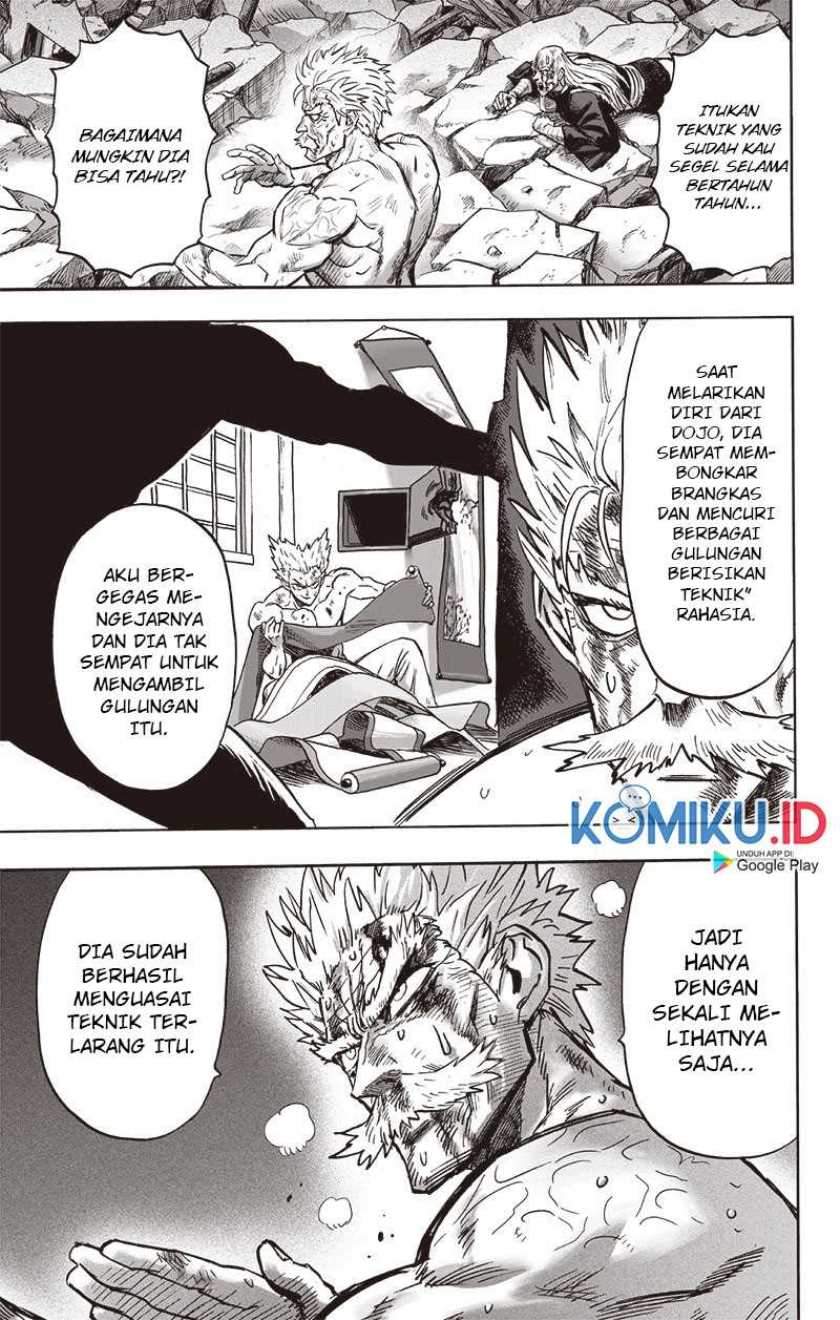 ITUKAN
TEKNIK YANG
SUDAH KAU
SEGEL SELAMA
BERTAHUN
TAHUN...
BAGAIMANA
MUNGKIN DIA
BISA TAHU?!
SAAT
MELARIKAN
DIRI DARI
DOJO, DIA
SEMPAT MEM-
BONGKAR
BRANGKAS
DAN MENCURI
BERBAGAI
GULUNGAN
BERISIKAN
TEKNIK"
RAHASIA.
AKU BER-
GEGAS ME-
NGEJARNYA
DAN DIA TAK
SEMPAT UNTUK
MENGAMBIL
GULUNGAN
ITU.
KOMIKU.ID
UNDUH APP DI:
Google Play
JADI
HANYA
DENGAN
SEKALI ME-
LIHATNYA
SAJA...
DIA SUDAH
BERHASIL
MENGUASAI
TEKNIK TER-
LARANG ITU.